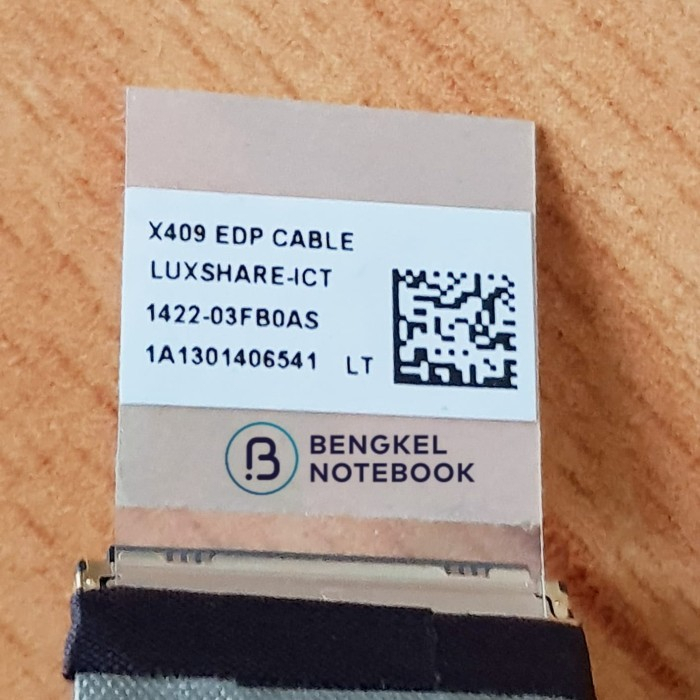 X409 EDP CABLE
LUXSHARE-ICT
1422-03FB0AS
1A1301406541 LT
BENGKEL
NOTEBOOK